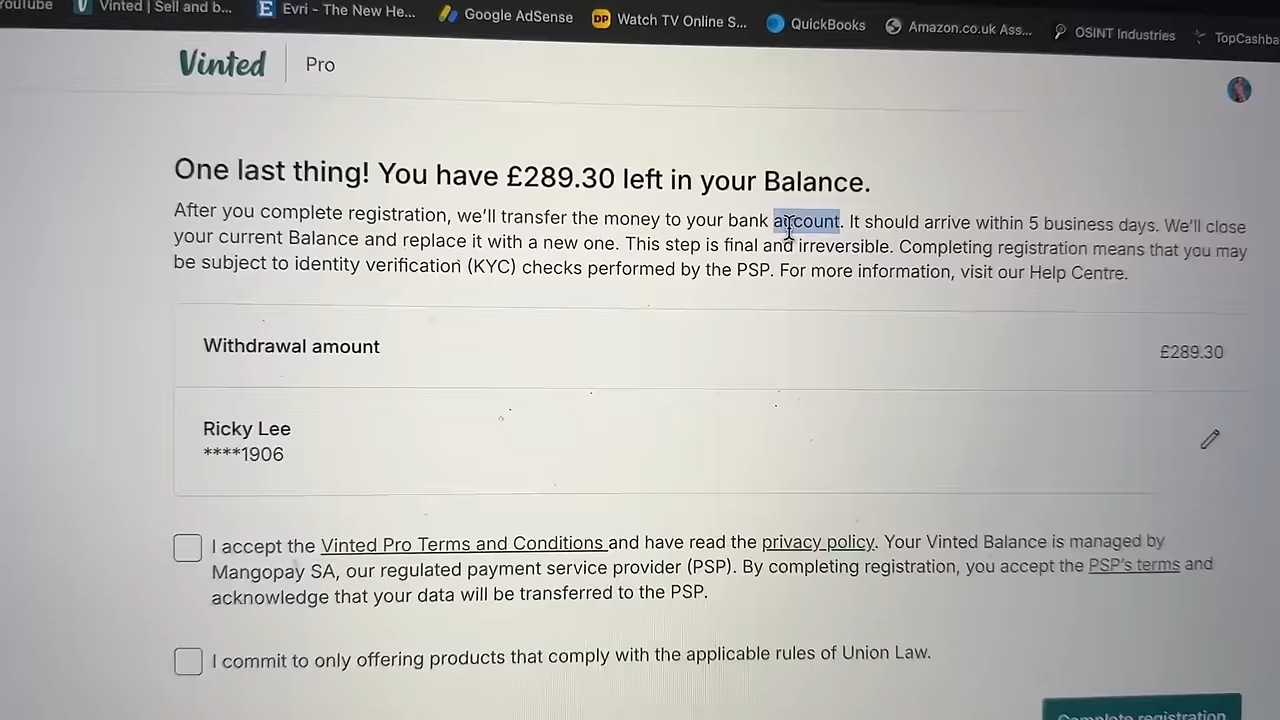 YouTube
Vinted | Sell and b...
E Evri - The New He...
Google AdSense
DP Watch TV Online S...
QuickBooks
Amazon.co.uk Ass...
OSINT Industries
TopCashba
Vinted Pro
One last thing! You have £289.30 left in your Balance.
After you complete registration, we'll transfer the money to your bank account. It should arrive within 5 business days. We'll close
your current Balance and replace it with a new one. This step is final and irreversible. Completing registration means that you may
be subject to identity verification (KYC) checks performed by the PSP. For more information, visit our Help Centre.
Withdrawal amount
£289.30
Ricky Lee
****1906
I accept the Vinted Pro Terms and Conditions and have read the privacy policy. Your Vinted Balance is managed by
Mangopay SA, our regulated payment service provider (PSP). By completing registration, you accept the PSP's terms and
acknowledge that your data will be transferred to the PSP.
I commit to only offering products that comply with the applicable rules of Union Law.
Complete registration